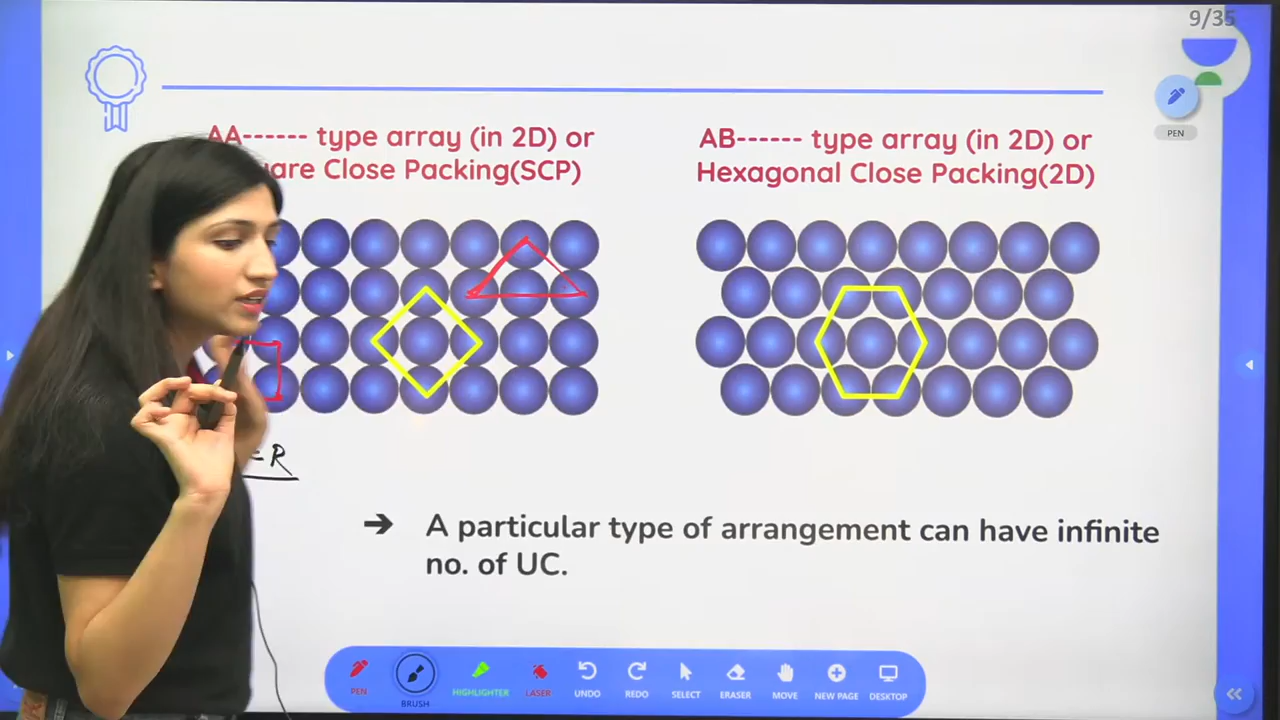 9/35
PEN
AA------ type array (in 2D) or
uare Close Packing(SCP)
AB------ type array (in 2D) or
Hexagonal Close Packing(2D)
= R
➔ A particular type of arrangement can have infinite
no. of UC.
PEN
BRUSH
HIGHLIGHTER
LASER
UNDO
REDO
SELECT
ERASER
MOVE
NEW PAGE
DESKTOP